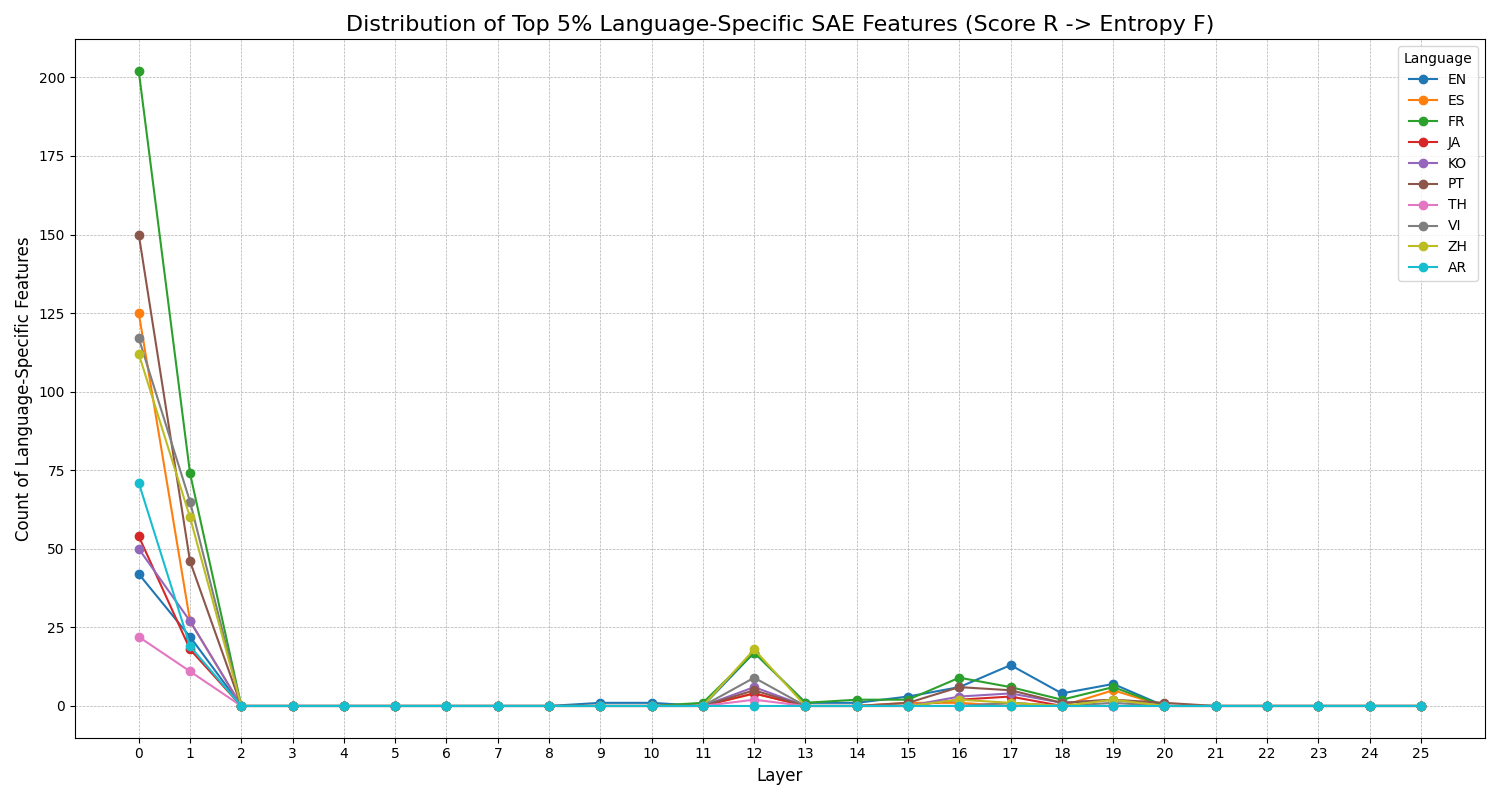 Distribution of Top 5% Language-Specific SAE Features (Score R -> Entropy F)
Count of Language-Specific Features
200
175
150
125
100
75
50
25
0
Language
EN
ES
FR
JA
KO
PT
TH
VI
ZH
AR
0 1 2 3 4 5 6 7 8 9 10 11 12 13 14 15 16 17 18 19 20 21 22 23 24 25
Layer